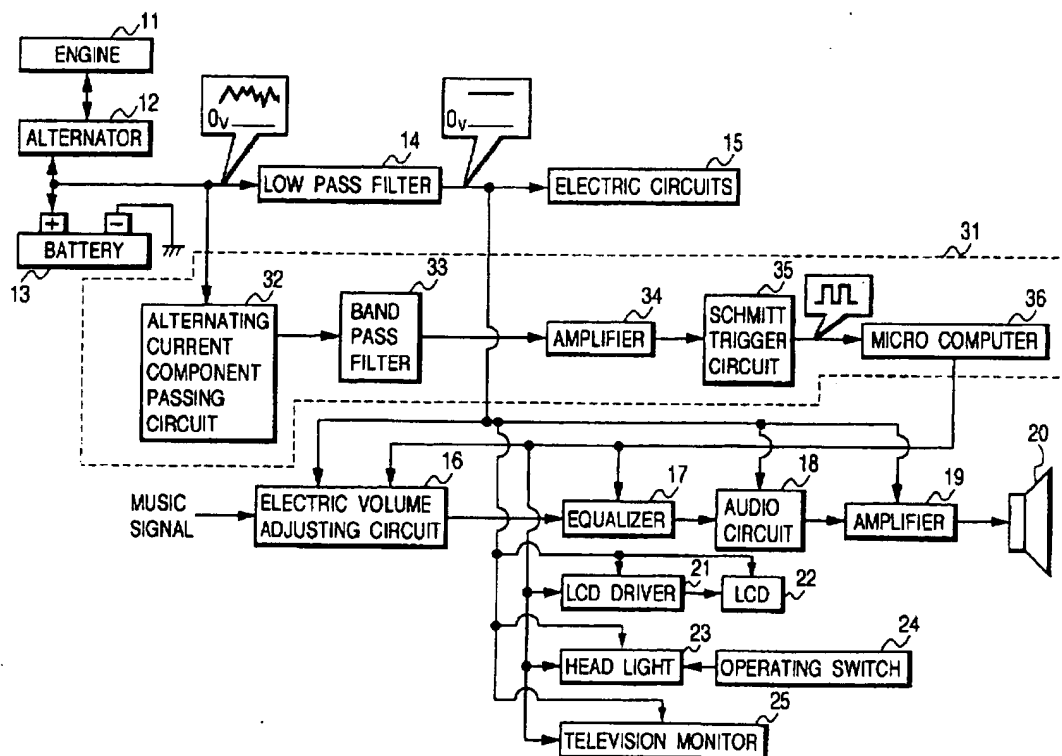 11
ENGINE
12
ALTERNATOR
0V
0V
14
LOW PASS FILTER
15
ELECTRIC CIRCUITS
+
−
BATTERY
13
31
32
ALTERNATING
CURRENT
COMPONENT
PASSING
CIRCUIT
33
BAND
PASS
FILTER
34
AMPLIFIER
35
SCHMITT
TRIGGER
CIRCUIT
36
MICRO COMPUTER
MUSIC
SIGNAL
16
ELECTRIC VOLUME
ADJUSTING CIRCUIT
17
EQUALIZER
18
AUDIO
CIRCUIT
19
AMPLIFIER
20
21
LCD DRIVER
LCD
22
23
HEAD LIGHT
24
OPERATING SWITCH
25
TELEVISION MONITOR